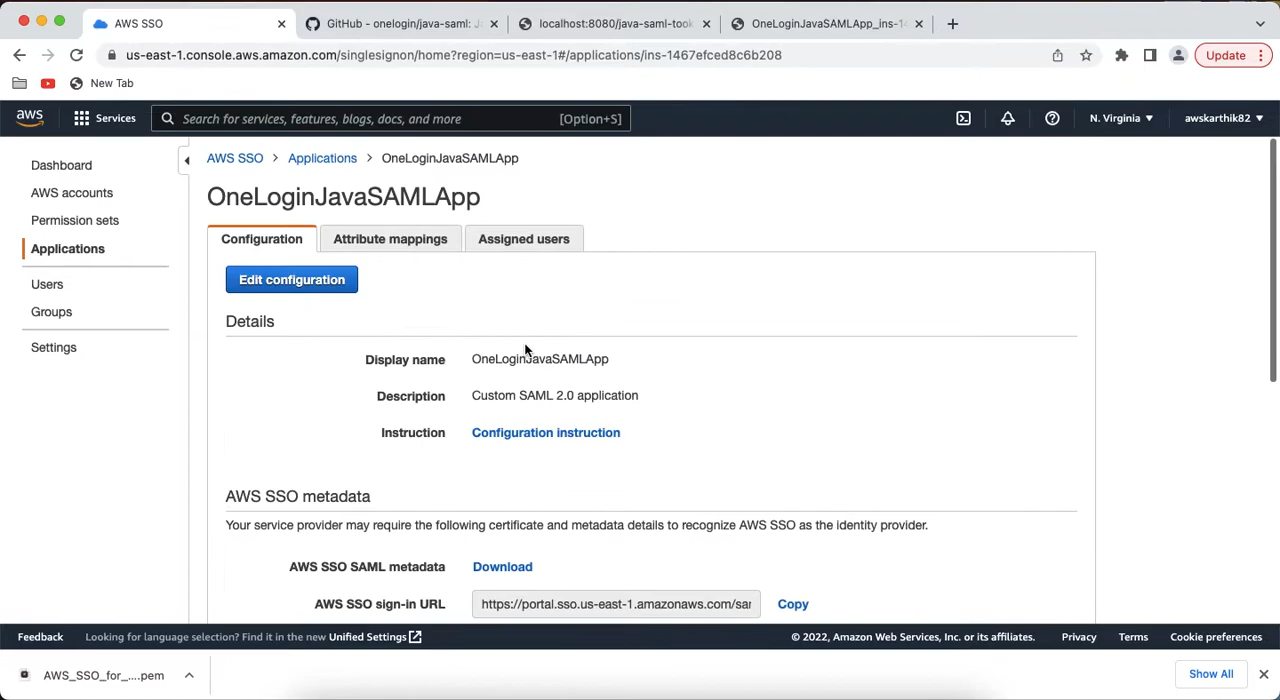 AWS SSO
GitHub - onelogin/java-saml: J
localhost:8080/java-saml-took
OneLoginJavaSAMLApp_ins-14
us-east-1.console.aws.amazon.com/singlesignon/home?region=us-east-1#/applications/ins-1467efced8c6b208
Update
New Tab
aws
Services
Search for services, features, blogs, docs, and more
[Option+S]
N. Virginia
awskarthik82
Dashboard
AWS accounts
Permission sets
Applications
Users
Groups
Settings
AWS SSO > Applications > OneLoginJavaSAMLApp
OneLoginJavaSAMLApp
Configuration
Attribute mappings
Assigned users
Edit configuration
Details
Display name OneLoginJavaSAMLApp
Description Custom SAML 2.0 application
Instruction Configuration instruction
AWS SSO metadata
Your service provider may require the following certificate and metadata details to recognize AWS SSO as the identity provider.
AWS SSO SAML metadata Download
AWS SSO sign-in URL https://portal.sso.us-east-1.amazonaws.com/sar Copy
Feedback
Looking for language selection? Find it in the new Unified Settings
© 2022, Amazon Web Services, Inc. or its affiliates.
Privacy
Terms
Cookie preferences
AWS_SSO_for_....pem
Show All